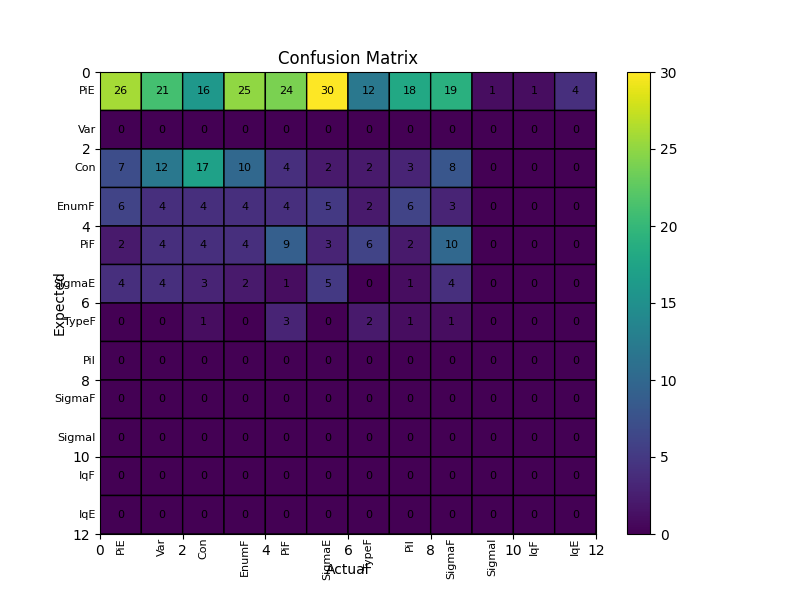 Confusion Matrix
0
PiE 26 21 16 25 24 30 12 18 19 1 1 4
Var 0 0 0 0 0 0 0 0 0 0 0 0
2
Con 7 12 17 10 4 2 2 3 8 0 0 0
EnumF 6 4 4 4 4 5 2 6 3 0 0 0
4
PiF 2 4 4 4 9 3 6 2 10 0 0 0
SigmaE 4 4 3 2 1 5 0 1 4 0 0 0
6
TypeF 0 0 1 0 3 0 2 1 1 0 0 0
PiI 0 0 0 0 0 0 0 0 0 0 0 0
8
SigmaF 0 0 0 0 0 0 0 0 0 0 0 0
SigmaI 0 0 0 0 0 0 0 0 0 0 0 0
10
IqF 0 0 0 0 0 0 0 0 0 0 0 0
IqE 0 0 0 0 0 0 0 0 0 0 0 0
12
Expected
0 2 4 6 8 10 12
PiE Var Con EnumF PiF SigmaE TypeF PiI SigmaF SigmaI IqF IqE
Actual
30
25
20
15
10
5
0